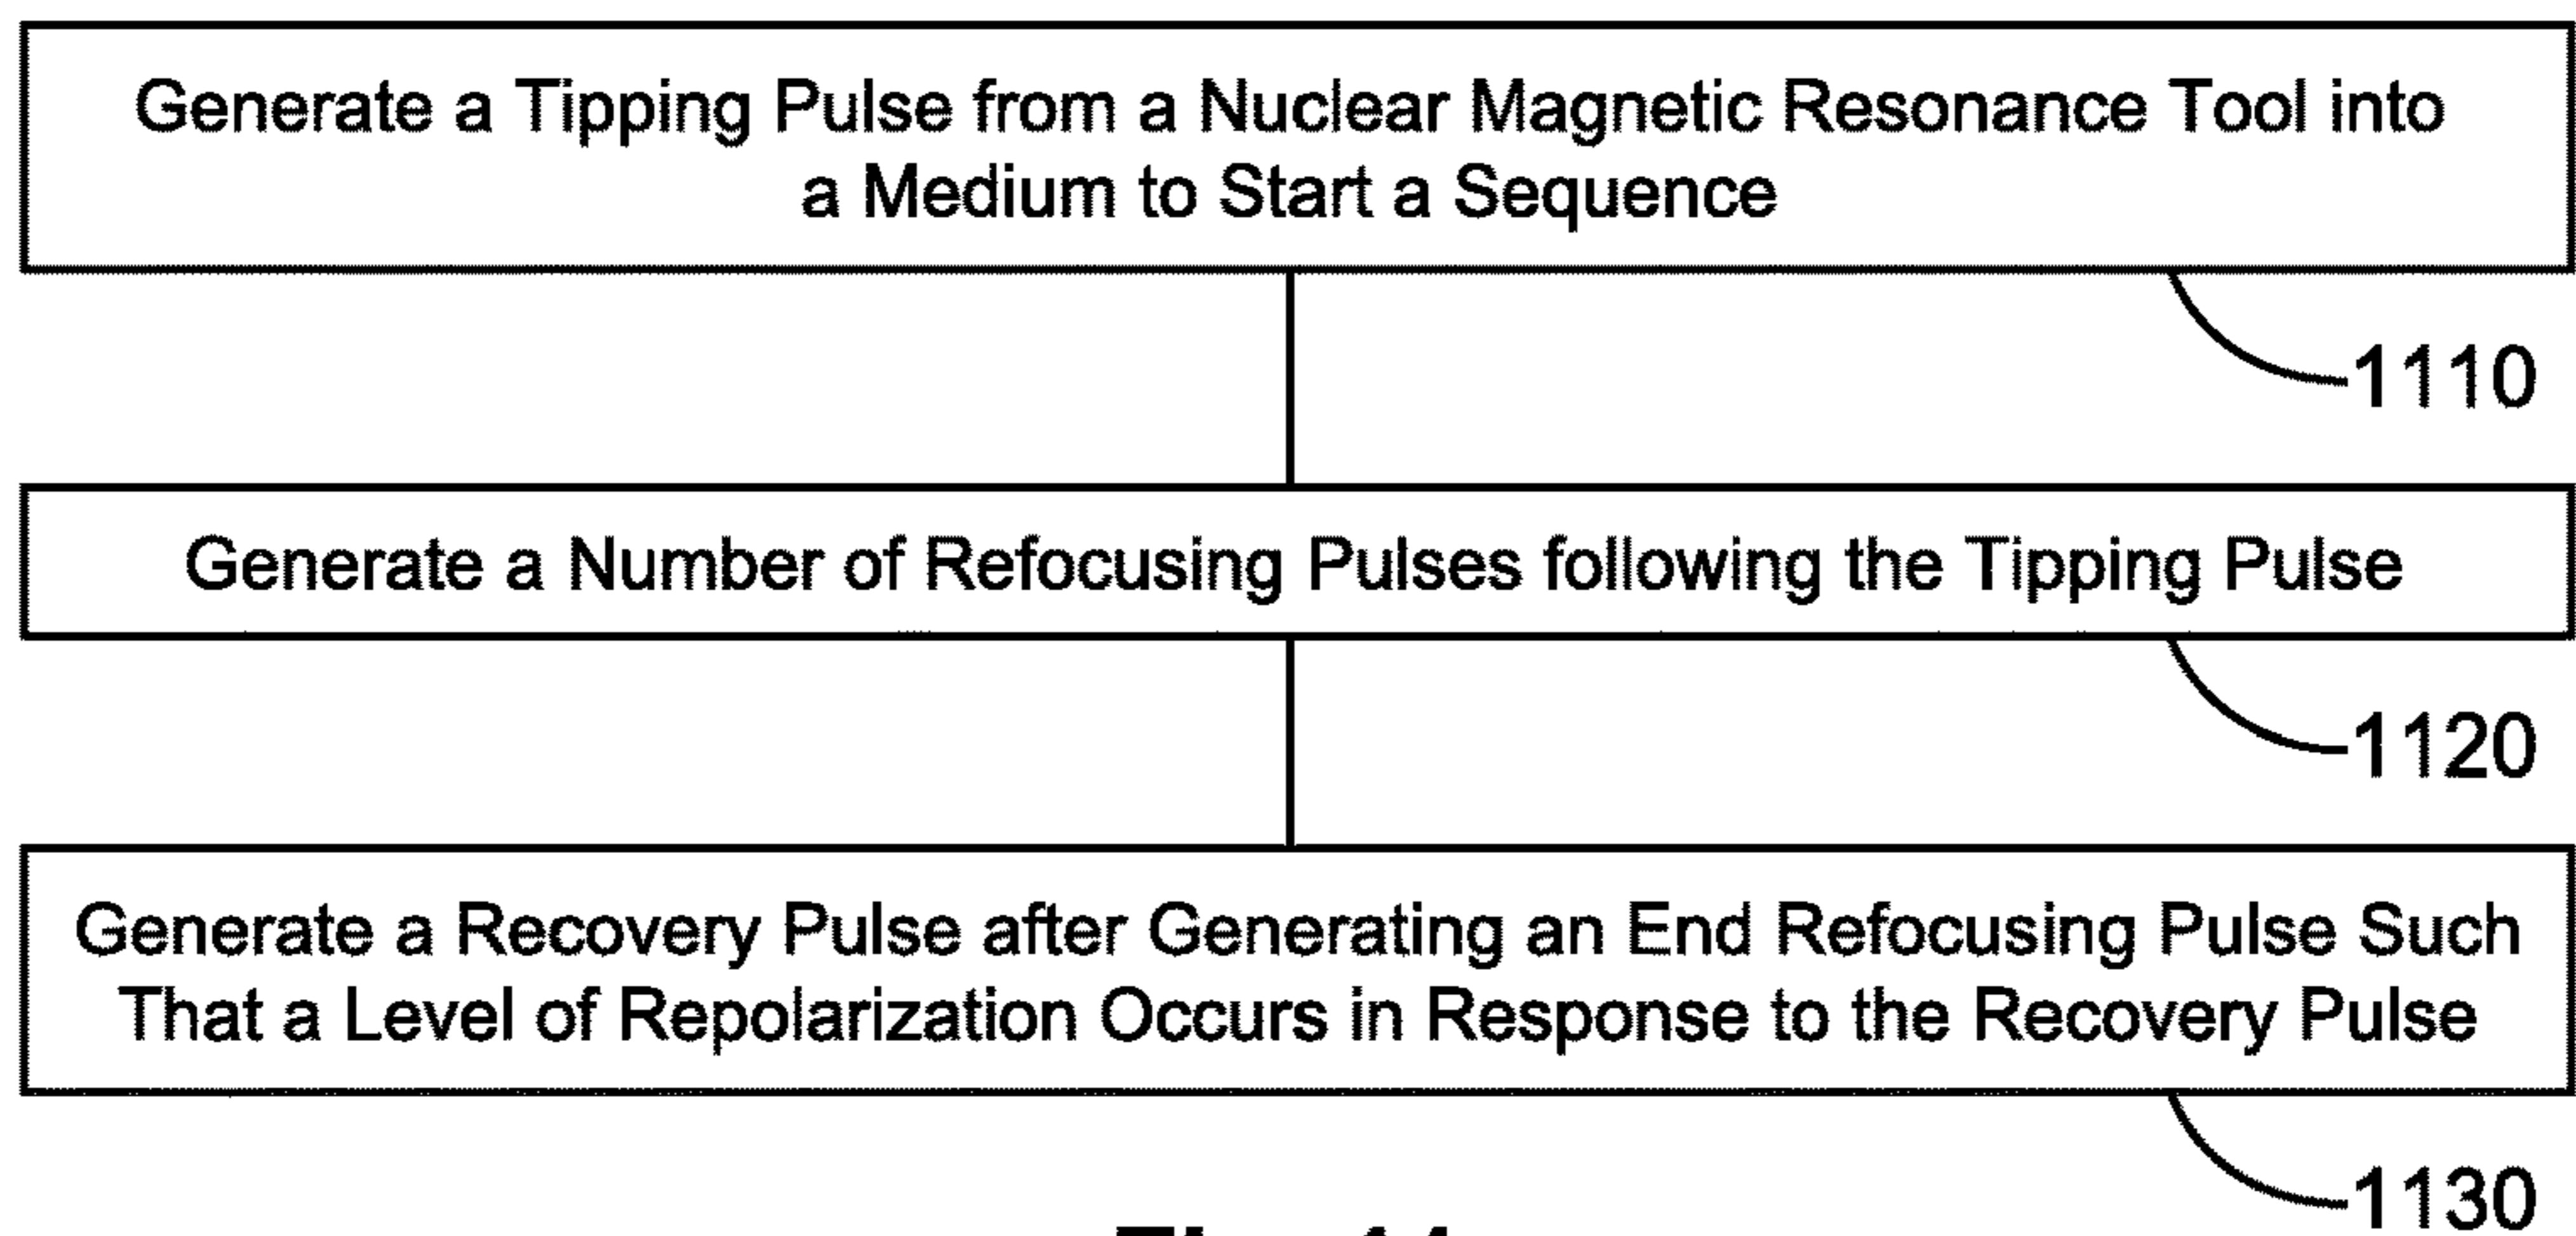 Generate a Tipping Pulse from a Nuclear Magnetic Resonance Tool into
a Medium to Start a Sequence
1110
Generate a Number of Refocusing Pulses following the Tipping Pulse
1120
Generate a Recovery Pulse after Generating an End Refocusing Pulse Such
That a Level of Repolarization Occurs in Response to the Recovery Pulse
1130